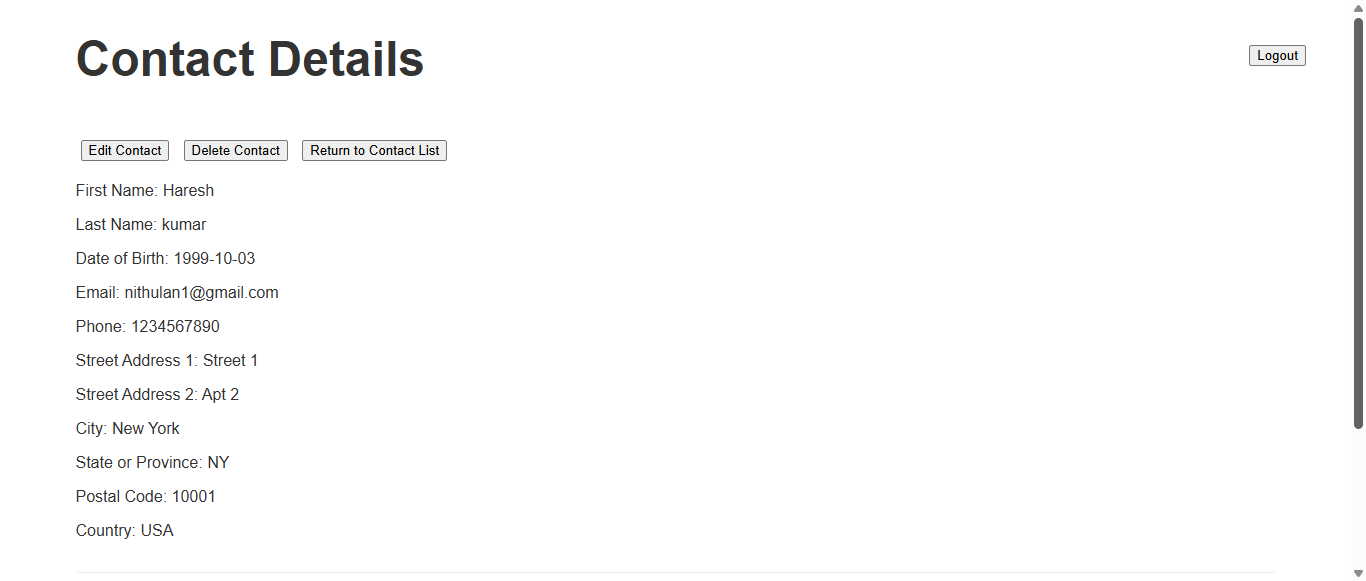 Contact Details
Logout
Edit Contact Delete Contact Return to Contact List
First Name: Haresh
Last Name: kumar
Date of Birth: 1999-10-03
Email: nithulan1@gmail.com
Phone: 1234567890
Street Address 1: Street 1
Street Address 2: Apt 2
City: New York
State or Province: NY
Postal Code: 10001
Country: USA